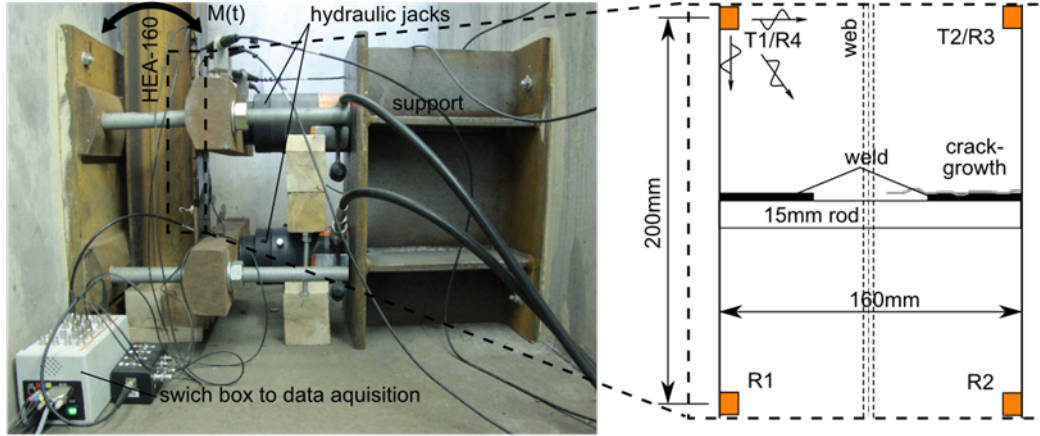 M(t)
HEA-160
hydraulic jacks
support
swich box to data aquisition
T1/R4
web
T2/R3
weld
crack-
growth
15mm rod
200mm
160mm
R1
R2